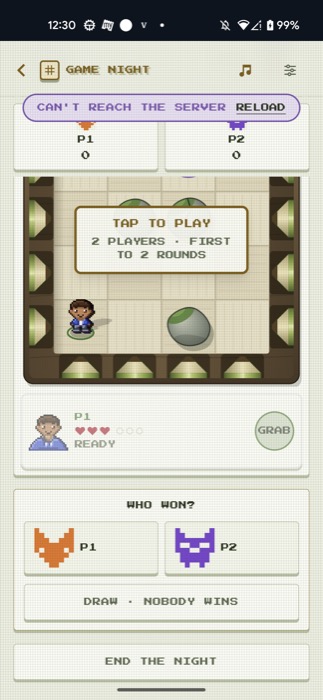 12:30
99%
GAME NIGHT
CAN'T REACH THE SERVER RELOAD
P1
0
P2
0
TAP TO PLAY
2 PLAYERS · FIRST
TO 2 ROUNDS
P1
READY
GRAB
WHO WON?
P1
P2
DRAW · NOBODY WINS
END THE NIGHT